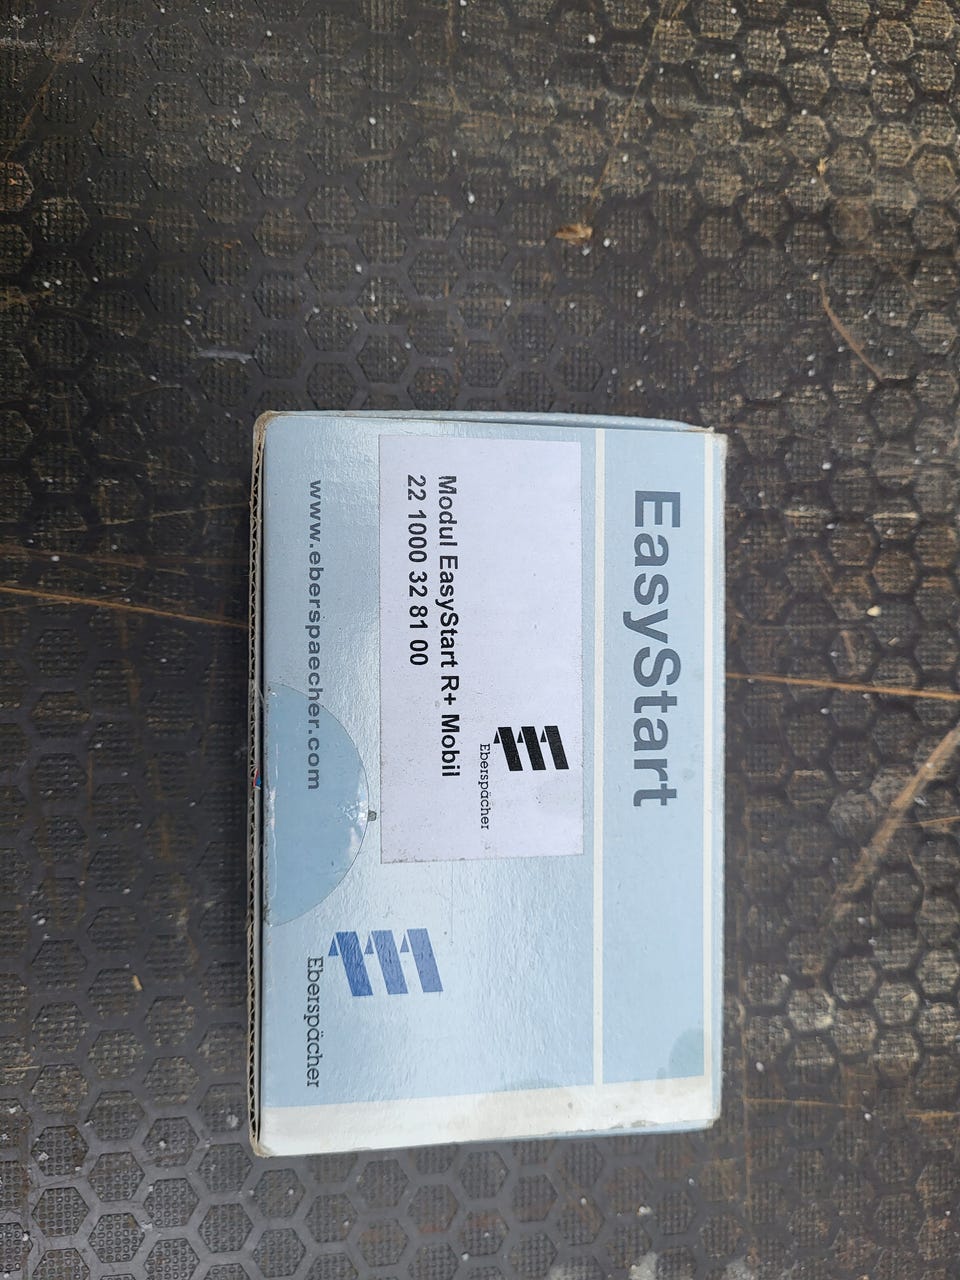 EasyStart
Eberspächer
Modul EasyStart R+ Mobil
22 1000 32 81 00
www.eberspaecher.com
Eberspächer